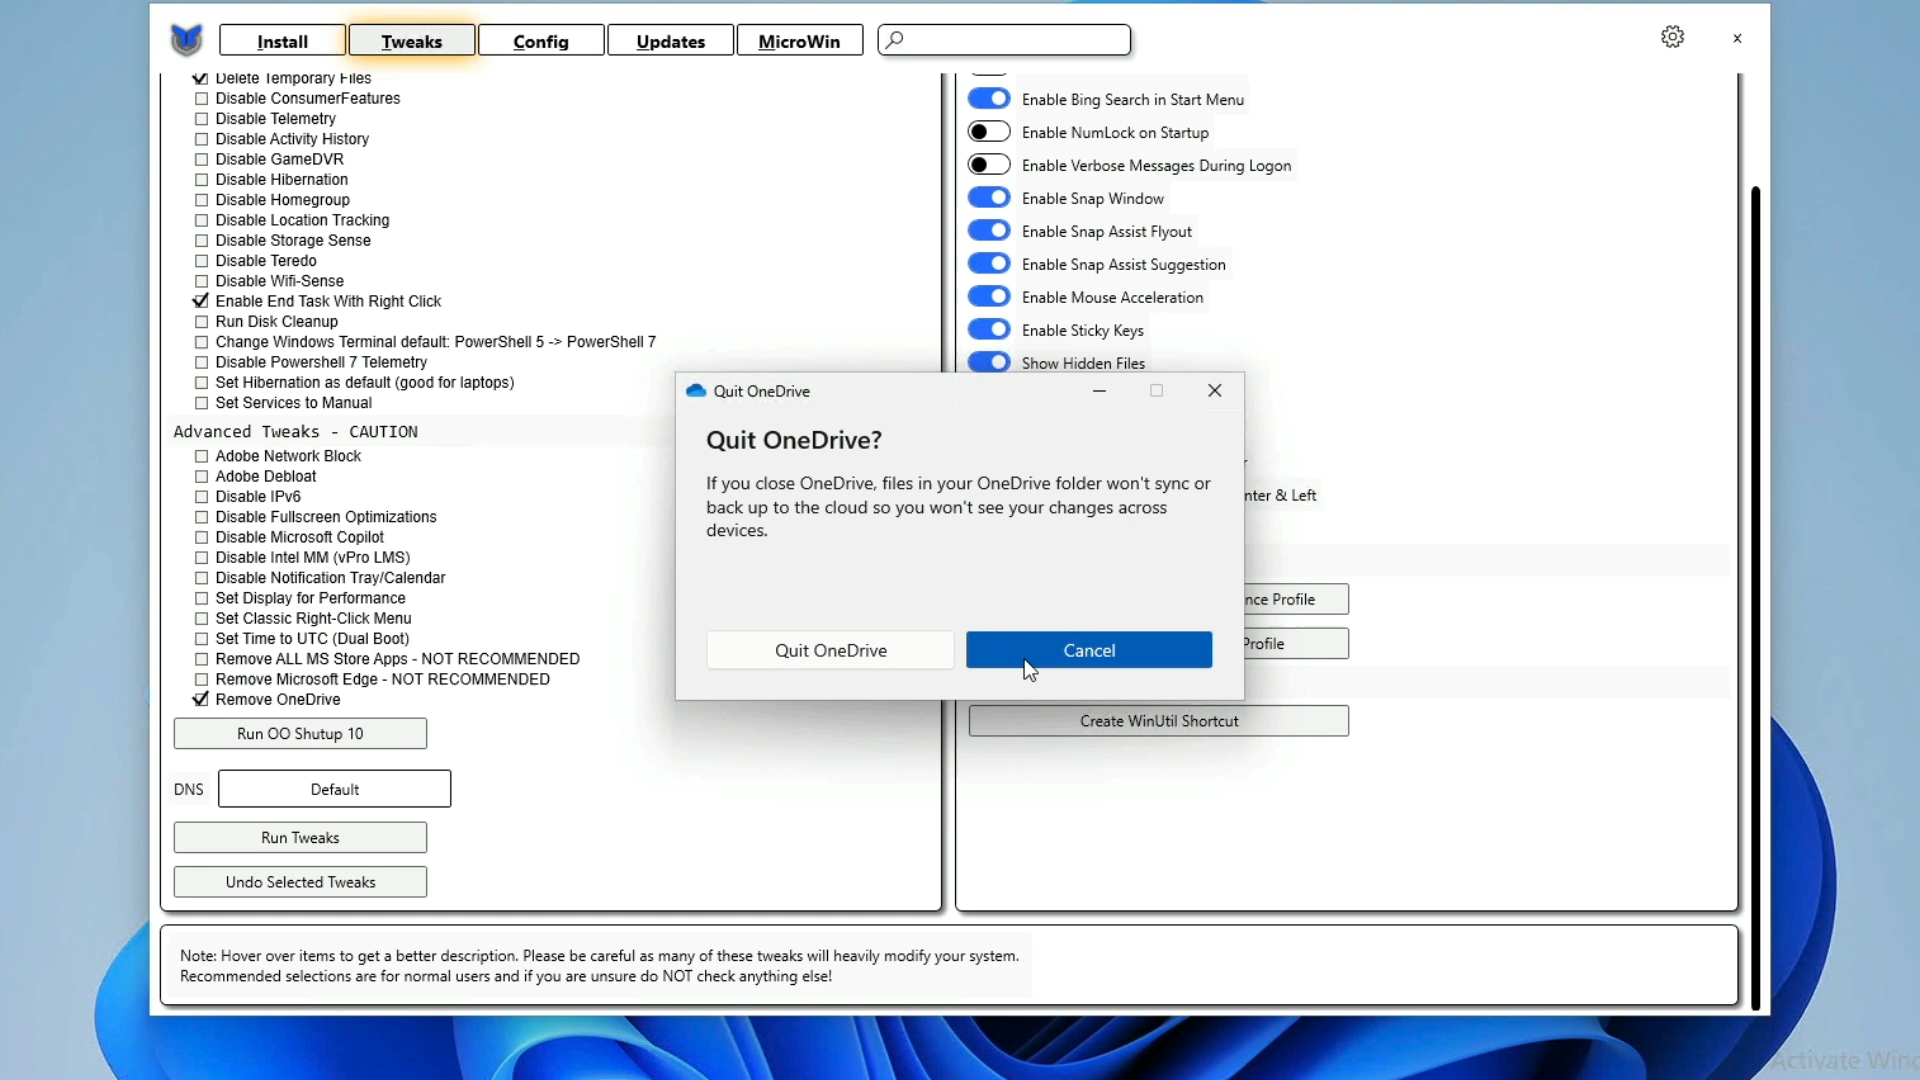 Install
Tweaks
Config
Updates
MicroWin
Delete Temporary Files
Disable ConsumerFeatures
Disable Telemetry
Disable Activity History
Disable GameDVR
Disable Hibernation
Disable Homegroup
Disable Location Tracking
Disable Storage Sense
Disable Teredo
Disable Wifi-Sense
Enable End Task With Right Click
Run Disk Cleanup
Change Windows Terminal default: PowerShell 5 -> PowerShell 7
Disable Powershell 7 Telemetry
Set Hibernation as default (good for laptops)
Set Services to Manual
Advanced Tweaks - CAUTION
Adobe Network Block
Adobe Debloat
Disable IPv6
Disable Fullscreen Optimizations
Disable Microsoft Copilot
Disable Intel MM (vPro LMS)
Disable Notification Tray/Calendar
Set Display for Performance
Set Classic Right-Click Menu
Set Time to UTC (Dual Boot)
Remove ALL MS Store Apps - NOT RECOMMENDED
Remove Microsoft Edge - NOT RECOMMENDED
Remove OneDrive
Run OO Shutup 10
DNS
Default
Run Tweaks
Undo Selected Tweaks
Enable Bing Search in Start Menu
Enable NumLock on Startup
Enable Verbose Messages During Logon
Enable Snap Window
Enable Snap Assist Flyout
Enable Snap Assist Suggestion
Enable Mouse Acceleration
Enable Sticky Keys
Show Hidden Files
nter & Left
nce Profile
Profile
Create WinUtil Shortcut
Quit OneDrive
Quit OneDrive?
If you close OneDrive, files in your OneDrive folder won't sync or
back up to the cloud so you won't see your changes across
devices.
Quit OneDrive
Cancel
Note: Hover over items to get a better description. Please be careful as many of these tweaks will heavily modify your system.
Recommended selections are for normal users and if you are unsure do NOT check anything else!
Activate Wind